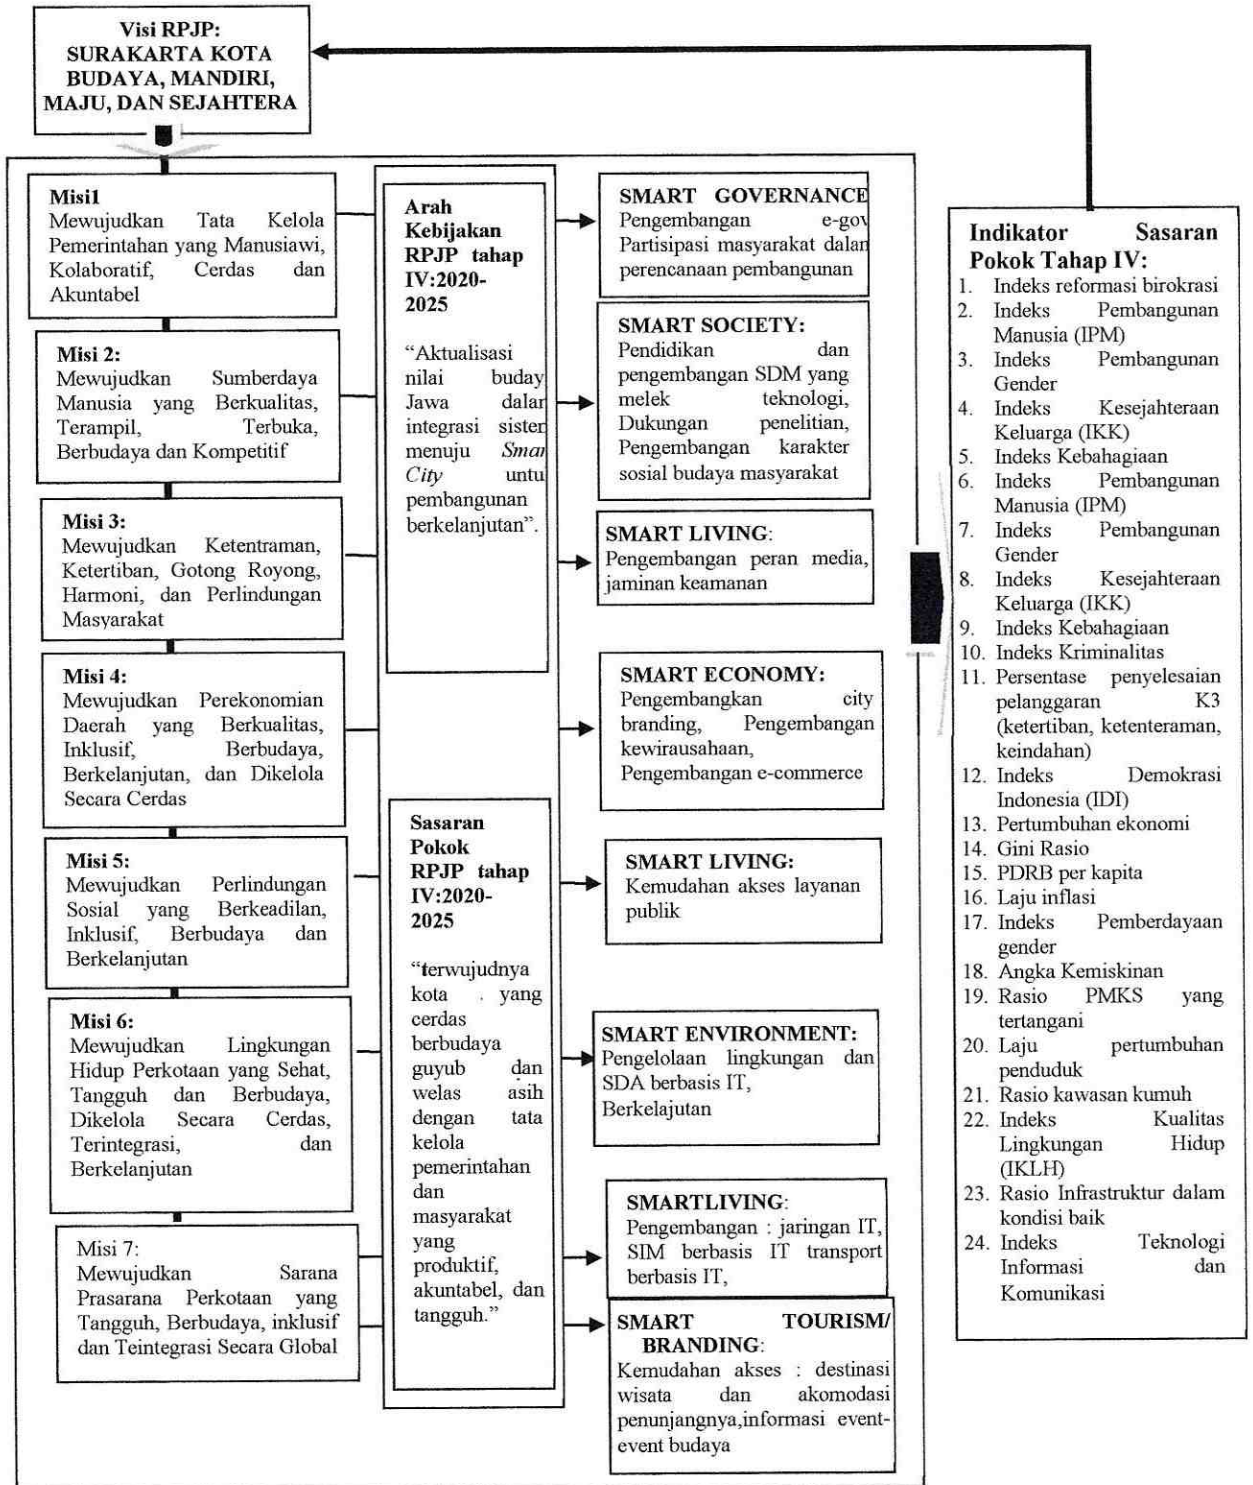 Visi RPJP:
SURAKARTA KOTA
BUDAYA, MANDIRI,
MAJU, DAN SEJAHTERA
Misi1
Mewujudkan Tata Kelola
Pemerintahan yang Manusiawi,
Kolaboratif, Cerdas dan
Akuntabel
Misi 2:
Mewujudkan Sumberdaya
Manusia yang Berkualitas,
Terampil, Terbuka,
Berbudaya dan Kompetitif
Misi 3:
Mewujudkan Ketentraman,
Ketertiban, Gotong Royong,
Harmoni, dan Perlindungan
Masyarakat
Misi 4:
Mewujudkan Perekonomian
Daerah yang Berkualitas,
Inklusif, Berbudaya,
Berkelanjutan, dan Dikelola
Secara Cerdas
Misi 5:
Mewujudkan Perlindungan
Sosial yang Berkeadilan,
Inklusif, Berbudaya dan
Berkelanjutan
Misi 6:
Mewujudkan Lingkungan
Hidup Perkotaan yang Sehat,
Tangguh dan Berbudaya,
Dikelola Secara Cerdas,
Terintegrasi, dan
Berkelanjutan
Misi 7:
Mewujudkan Sarana
Prasarana Perkotaan yang
Tangguh, Berbudaya, inklusif
dan Teintegrasi Secara Global
Arah
Kebijakan
RPJP tahap
IV:2020-
2025
“Aktualisasi
nilai buday
Jawa dalar
integrasi sister
menuju Smar
City untu
pembangunan
berkelanjutan”.
Sasaran
Pokok
RPJP tahap
IV:2020-
2025
“terwujudnya
kota . yang
cerdas
berbudaya
guyub dan
welas asih
dengan tata
kelola
pemerintahan
dan
masyarakat
yang
produktif,
akuntabel, dan
tangguh.”
SMART GOVERNANCE
Pengembangan e-gov
Partisipasi masyarakat dalan
perencanaan pembangunan
SMART SOCIETY:
Pendidikan dan
pengembangan SDM yang
melek teknologi,
Dukungan penelitian,
Pengembangan karakter
sosial budaya masyarakat
SMART LIVING:
Pengembangan peran media,
jaminan keamanan
SMART ECONOMY:
Pengembangkan city
branding, Pengembangan
kewirausahaan,
Pengembangan e-commerce
SMART LIVING:
Kemudahan akses layanan
publik
SMART ENVIRONMENT:
Pengelolaan lingkungan dan
SDA berbasis IT,
Berkelajutan
SMARTLIVING:
Pengembangan : jaringan IT,
SIM berbasis IT transport
berbasis IT,
SMART TOURISM/
BRANDING:
Kemudahan akses : destinasi
wisata dan akomodasi
penunjangnya,informasi event-
event budaya
Indikator Sasaran
Pokok Tahap IV:
1. Indeks reformasi birokrasi
2. Indeks Pembangunan
Manusia (IPM)
3. Indeks Pembangunan
Gender
4. Indeks Kesejahteraan
Keluarga (IKK)
5. Indeks Kebahagiaan
6. Indeks Pembangunan
Manusia (IPM)
7. Indeks Pembangunan
Gender
8. Indeks Kesejahteraan
Keluarga (IKK)
9. Indeks Kebahagiaan
10. Indeks Kriminalitas
11. Persentase penyelesaian
pelanggaran K3
(ketertiban, ketenteraman,
keindahan)
12. Indeks Demokrasi
Indonesia (IDI)
13. Pertumbuhan ekonomi
14. Gini Rasio
15. PDRB per kapita
16. Laju inflasi
17. Indeks Pemberdayaan
gender
18. Angka Kemiskinan
19. Rasio PMKS yang
tertangani
20. Laju pertumbuhan
penduduk
21. Rasio kawasan kumuh
22. Indeks Kualitas
Lingkungan Hidup
(IKLH)
23. Rasio Infrastruktur dalam
kondisi baik
24. Indeks Teknologi
Informasi dan
Komunikasi